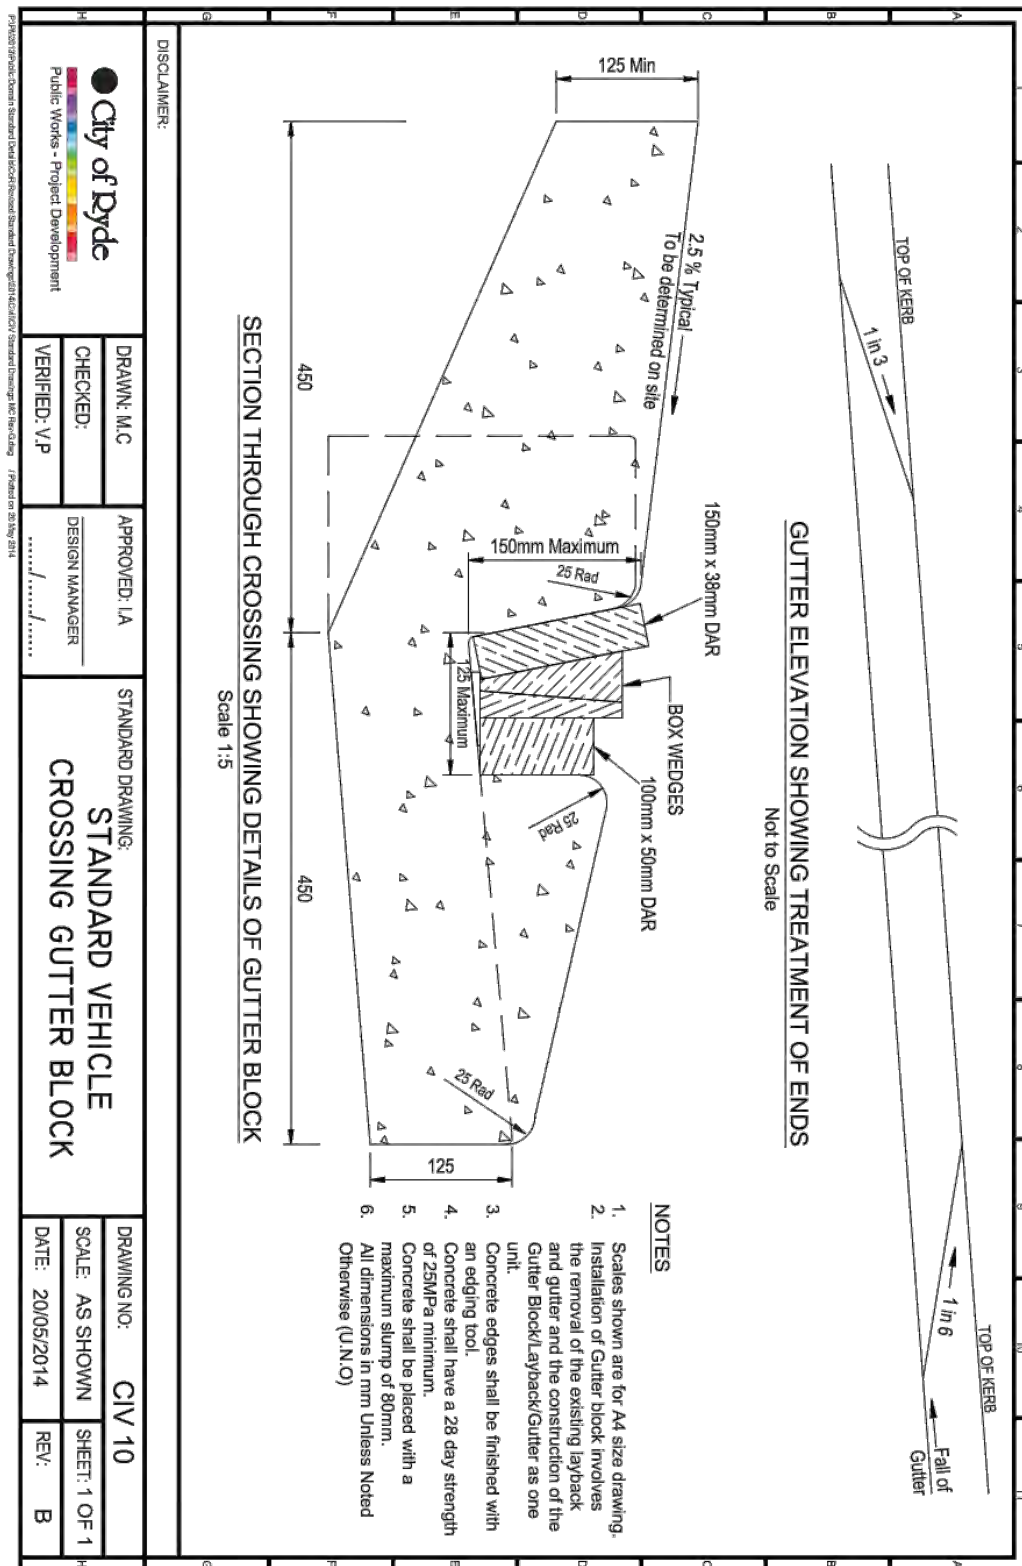 TOP OF KERB
1 in 3
1 in 6
TOP OF KERB
Fall of
Gutter
GUTTER ELEVATION SHOWING TREATMENT OF ENDS
Not to Scale
125 Min
2.5 % Typical
To be determined on site
150mm x 38mm DAR
BOX WEDGES
100mm x 50mm DAR
150mm Maximum
25 Rad
125 Maximum
25 Rad
25 Rad
125
450
450
SECTION THROUGH CROSSING SHOWING DETAILS OF GUTTER BLOCK
Scale 1:5
NOTES
1. Scales shown are for A4 size drawing.
2. Installation of Gutter block involves
the removal of the existing layback
and gutter and the construction of the
Gutter Block/Layback/Gutter as one
unit.
3. Concrete edges shall be finished with
an edging tool.
4. Concrete shall have a 28 day strength
of 25MPa minimum.
5. Concrete shall be placed with a
maximum slump of 80mm.
6. All dimensions in mm Unless Noted
Otherwise (U.N.O)
DISCLAIMER:
City of Ryde
Public Works - Project Development
DRAWN: M.C
CHECKED:
VERIFIED: V.P
APPROVED: I.A
DESIGN MANAGER
....../....../......
STANDARD DRAWING:
STANDARD VEHICLE
CROSSING GUTTER BLOCK
DRAWING NO: CIV 10
SCALE: AS SHOWN
SHEET: 1 OF 1
DATE: 20/05/2014
REV: B
/ Plotted on 20 May 2014